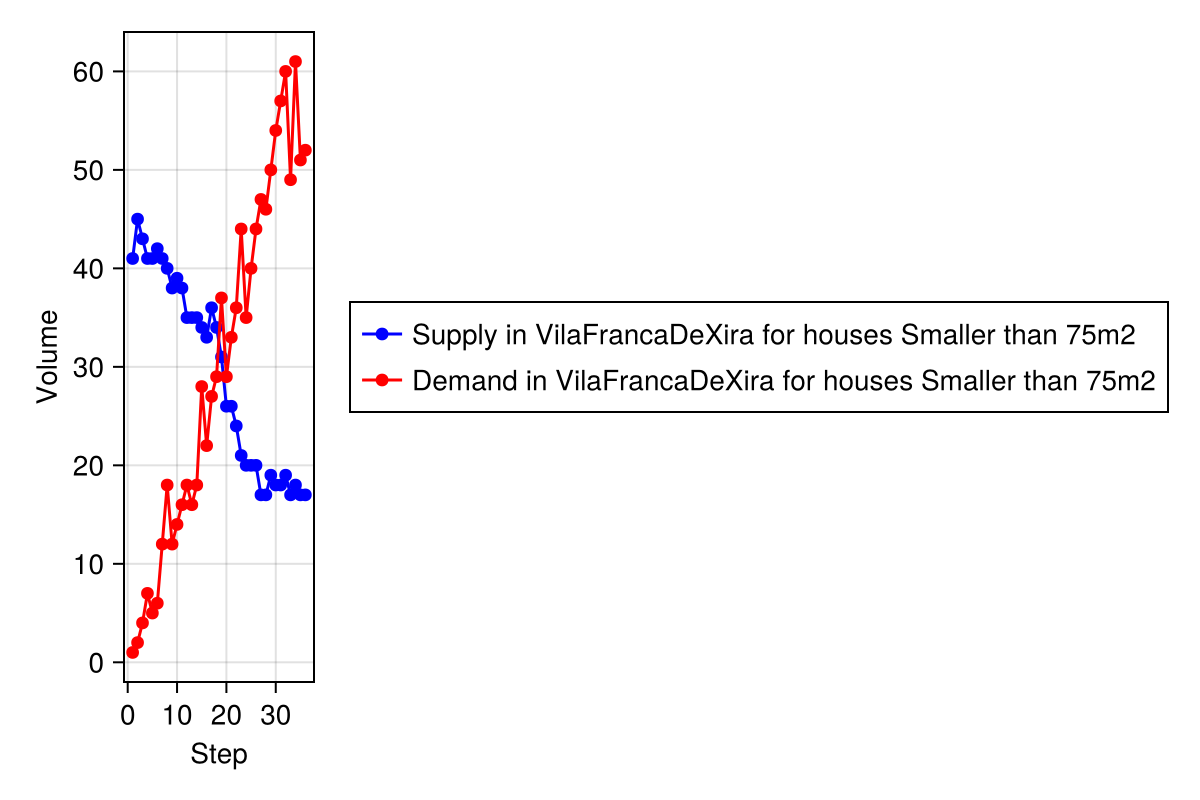 60
50
40
30
20
10
0
Volume
0 10 20 30
Step
Supply in VilaFrancaDeXira for houses Smaller than 75m2
Demand in VilaFrancaDeXira for houses Smaller than 75m2